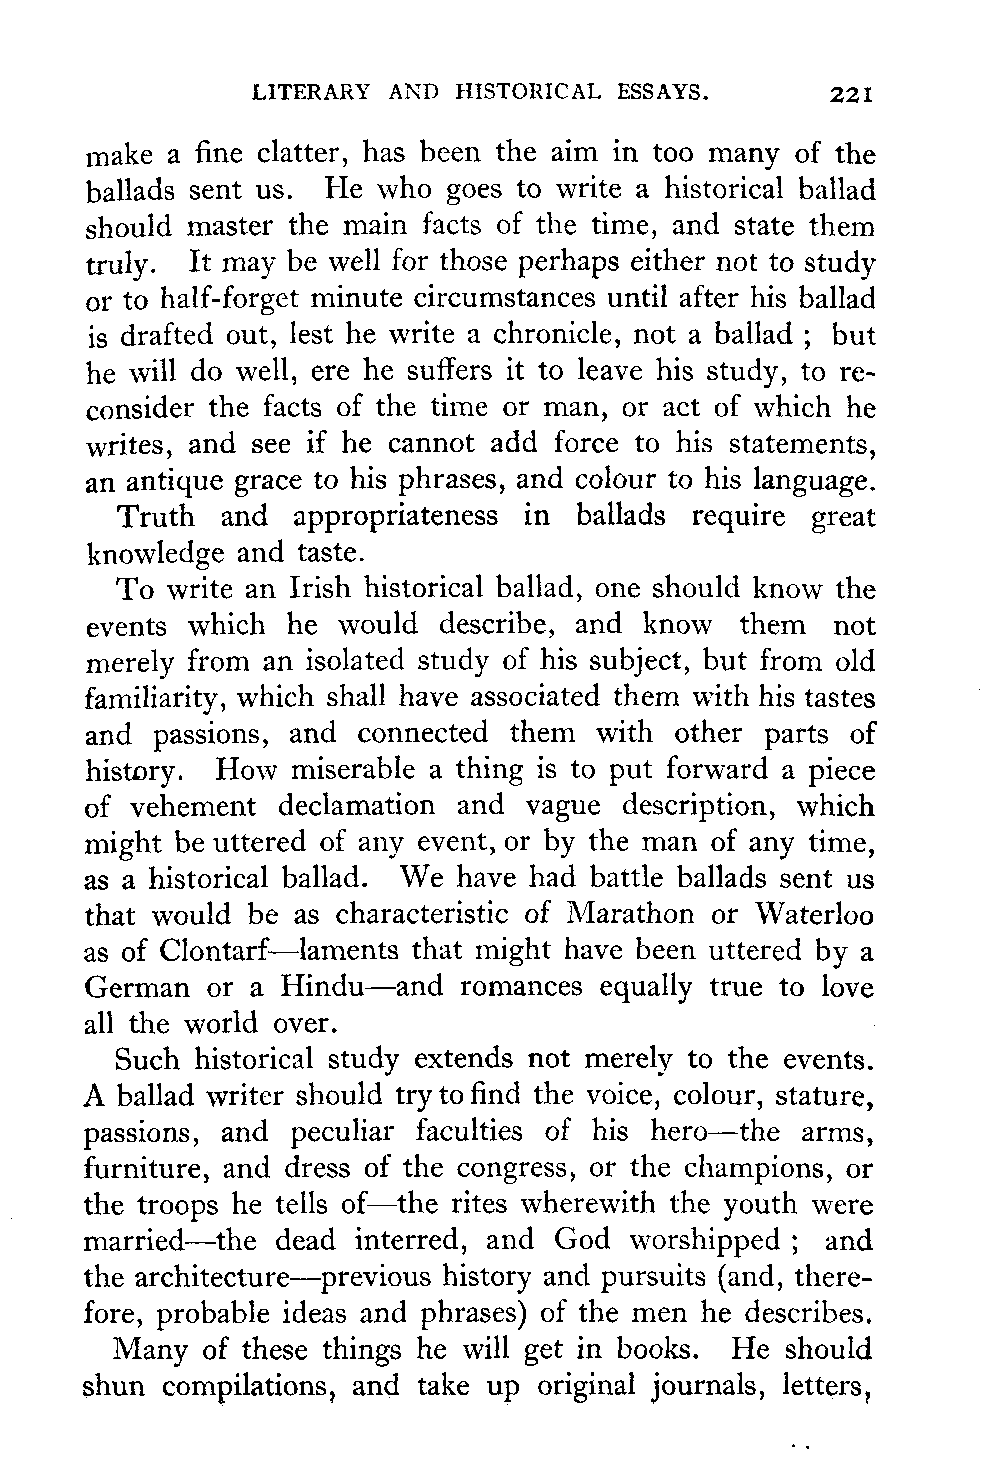 LITERARY AND HISTORICAL ESSAYS. 221
make a fine clatter, has been the aim in too many of the
ballads sent us. He who goes to write a historical ballad
should master the main facts of the time, and state them
truly. It may be well for those perhaps either not to study
or to half-forget minute circumstances until after his ballad
is drafted out, lest he write a chronicle, not a ballad ; but
he will do well, ere he suffers it to leave his study, to re-
consider the facts of the time or man, or act of which he
writes, and see if he cannot add force to his statements,
an antique grace to his phrases, and colour to his language.
Truth and appropriateness in ballads require great
knowledge and taste.
To write an Irish historical ballad, one should know the
events which he would describe, and know them not
merely from an isolated study of his subject, but from old
familiarity, which shall have associated them with his tastes
and passions, and connected them with other parts of
history. How miserable a thing is to put forward a piece
of vehement declamation and vague description, which
might be uttered of any event, or by the man of any time,
as a historical ballad. We have had battle ballads sent us
that would be as characteristic of Marathon or Waterloo
as of Clontarf—laments that might have been uttered by a
German or a Hindu—and romances equally true to love
all the world over.
Such historical study extends not merely to the events.
A ballad writer should try to find the voice, colour, stature,
passions, and peculiar faculties of his hero—the arms,
furniture, and dress of the congress, or the champions, or
the troops he tells of—the rites wherewith the youth were
married—the dead interred, and God worshipped ; and
the architecture—previous history and pursuits (and, there-
fore, probable ideas and phrases) of the men he describes.
Many of these things he will get in books. He should
shun compilations, and take up original journals, letters,